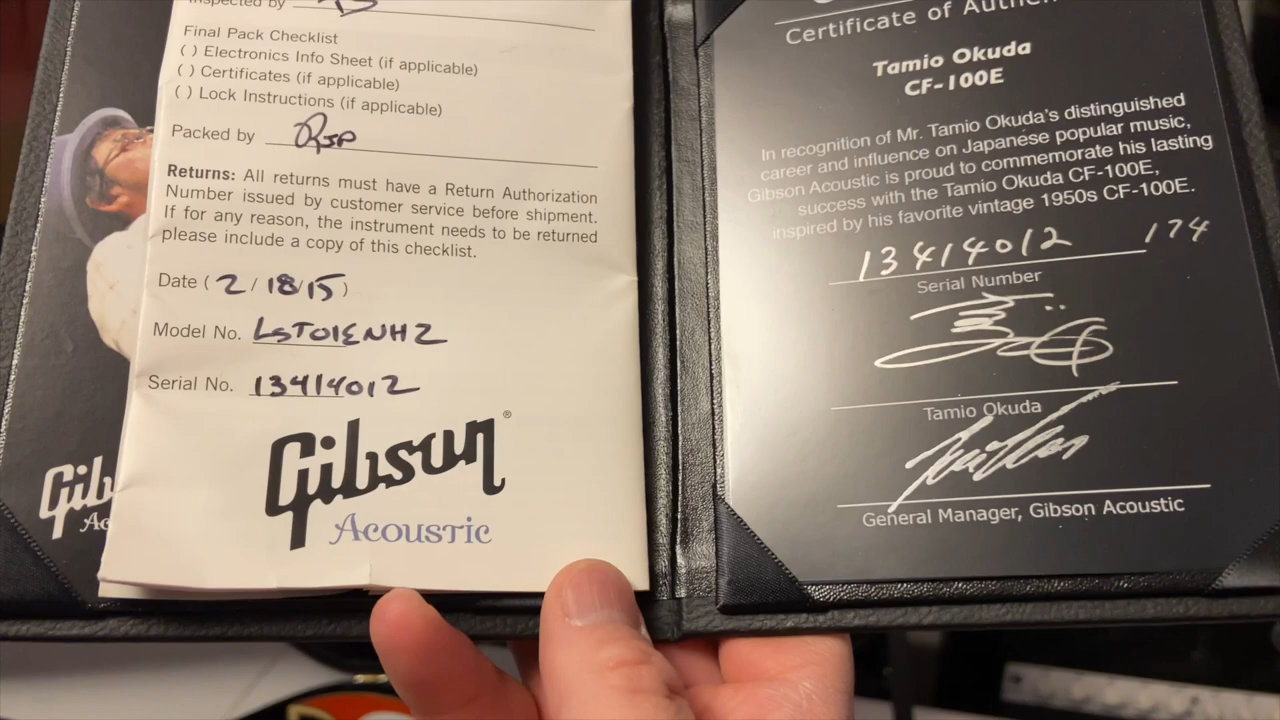 Inspected by
Final Pack Checklist
( ) Electronics Info Sheet (if applicable)
( ) Certificates (if applicable)
( ) Lock Instructions (if applicable)
Packed by
Returns: All returns must have a Return Authorization
Number issued by customer service before shipment.
If for any reason, the instrument needs to be returned
please include a copy of this checklist.
Date (2/18/15)
Model No. LSTO1ENH2
Serial No. 13414012
Gibson®
Acoustic
Gib
Ac
Certificate of Authen
Tamio Okuda
CF-100E
In recognition of Mr. Tamio Okuda's distinguished
career and influence on Japanese popular music,
Gibson Acoustic is proud to commemorate his lasting
success with the Tamio Okuda CF-100E,
inspired by his favorite vintage 1950s CF-100E.
13414012 174
Serial Number
Tamio Okuda
General Manager, Gibson Acoustic